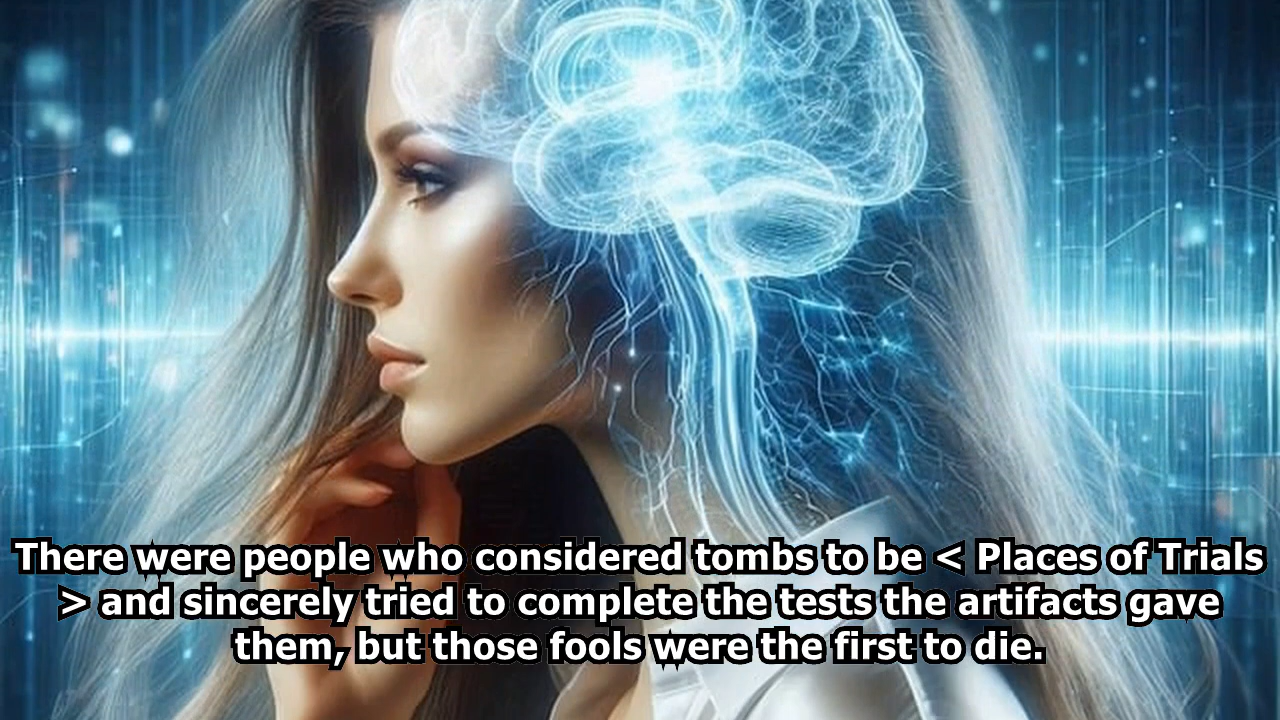 There were people who considered tombs to be < Places of Trials
> and sincerely tried to complete the tests the artifacts gave
them, but those fools were the first to die.